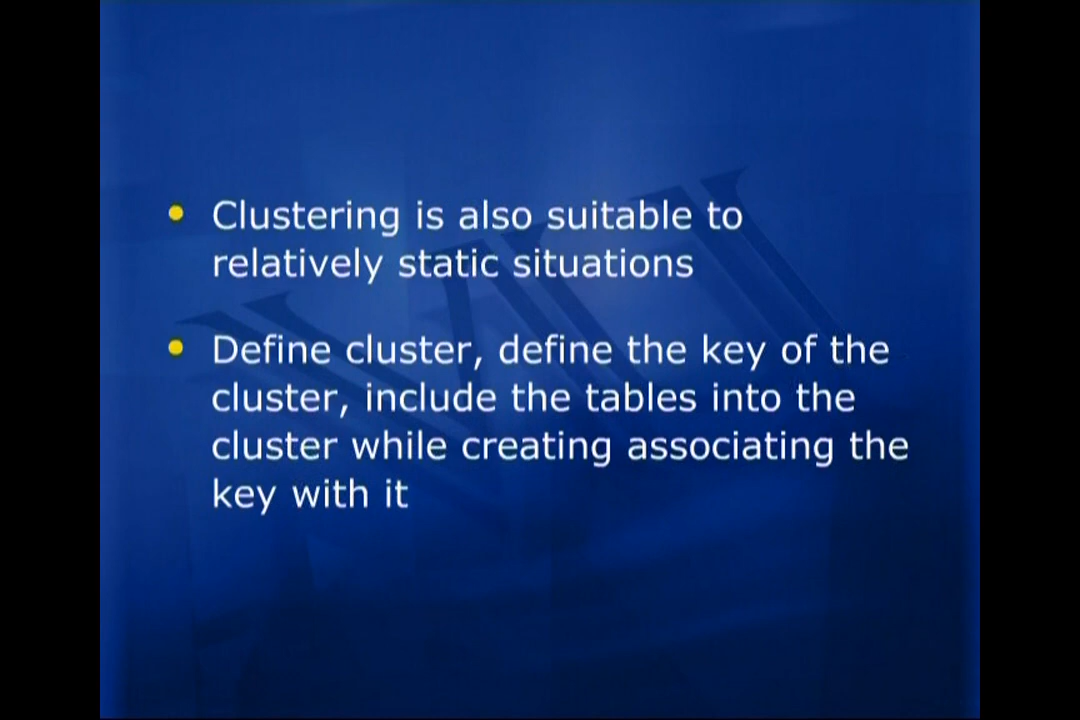 • Clustering is also suitable to
relatively static situations
• Define cluster, define the key of the
cluster, include the tables into the
cluster while creating associating the
key with it